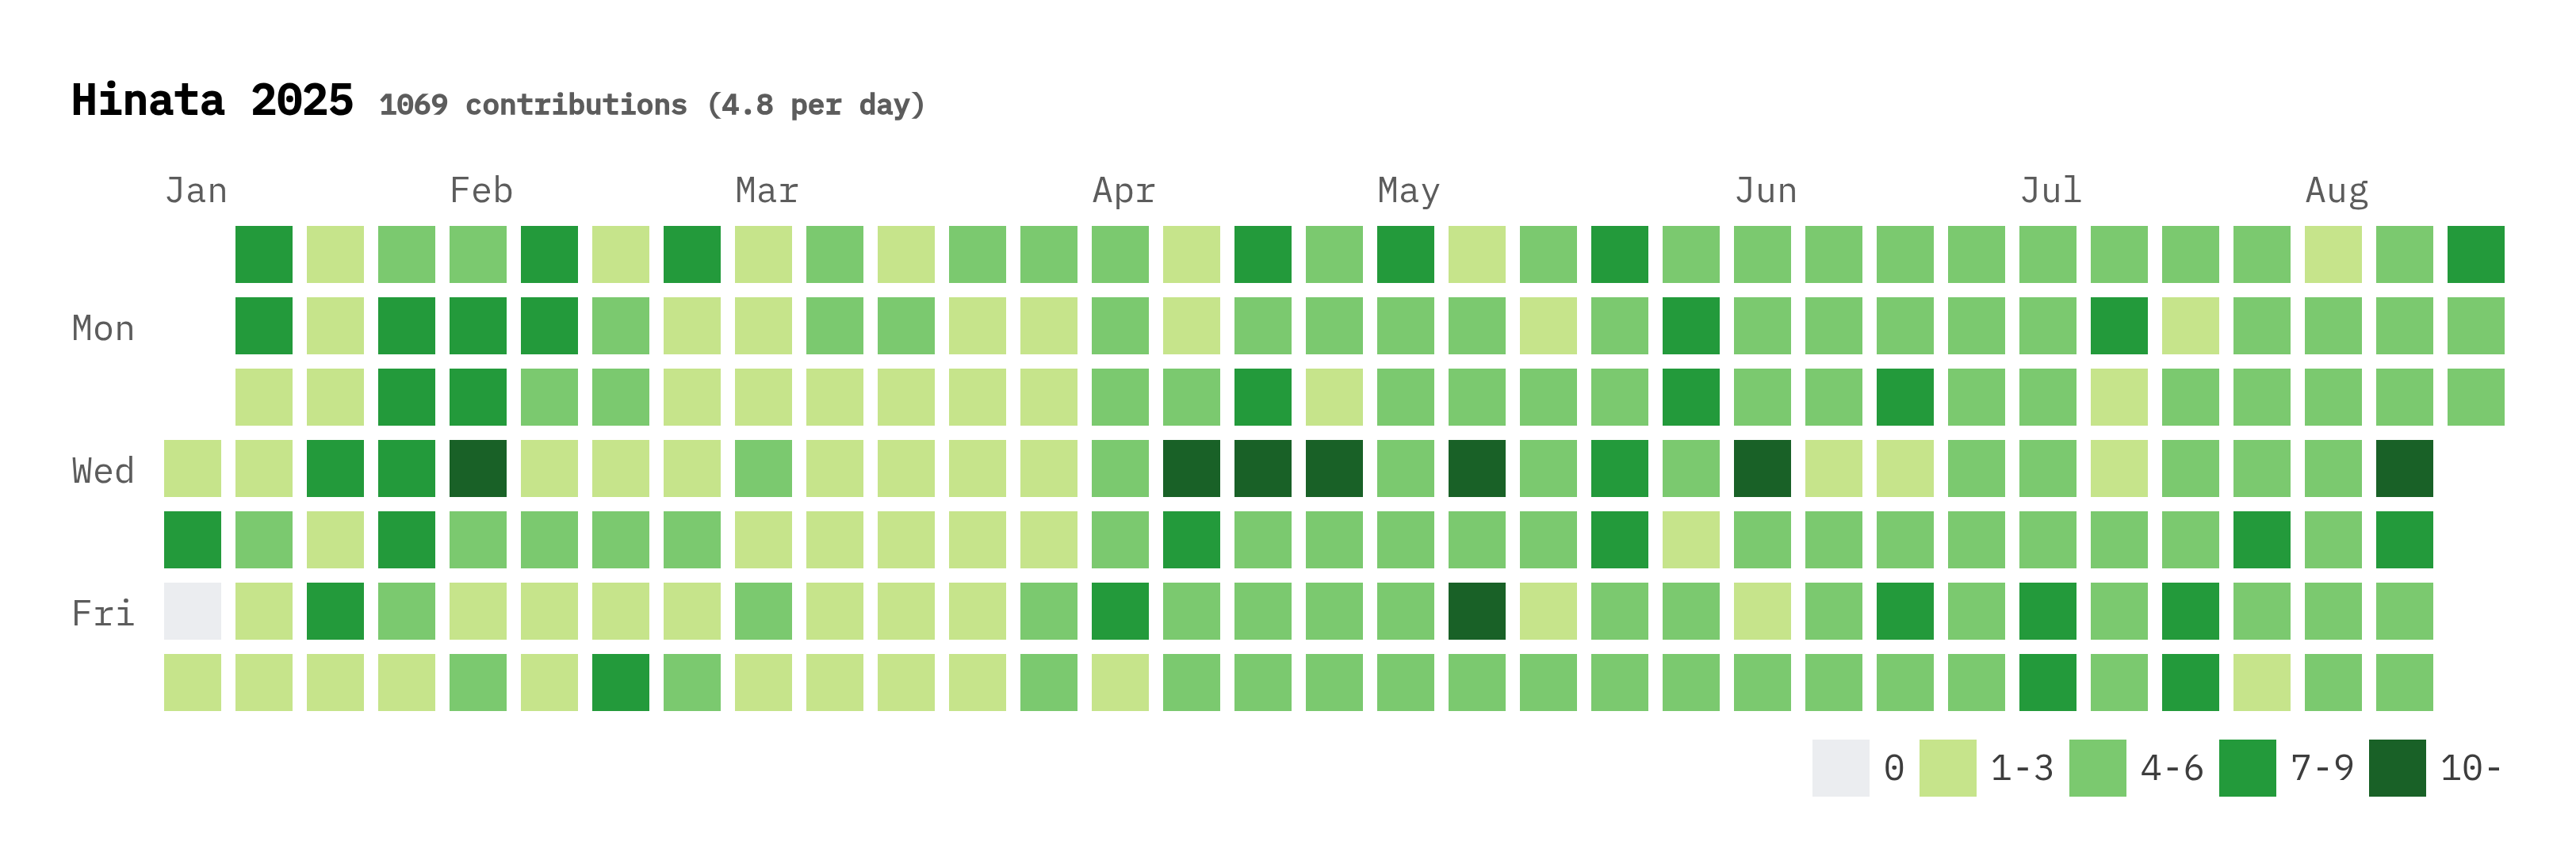 Hinata 2025 1069 contributions (4.8 per day)
Jan Feb Mar Apr May Jun Jul Aug
Mon
Wed
Fri
0 1-3 4-6 7-9 10-